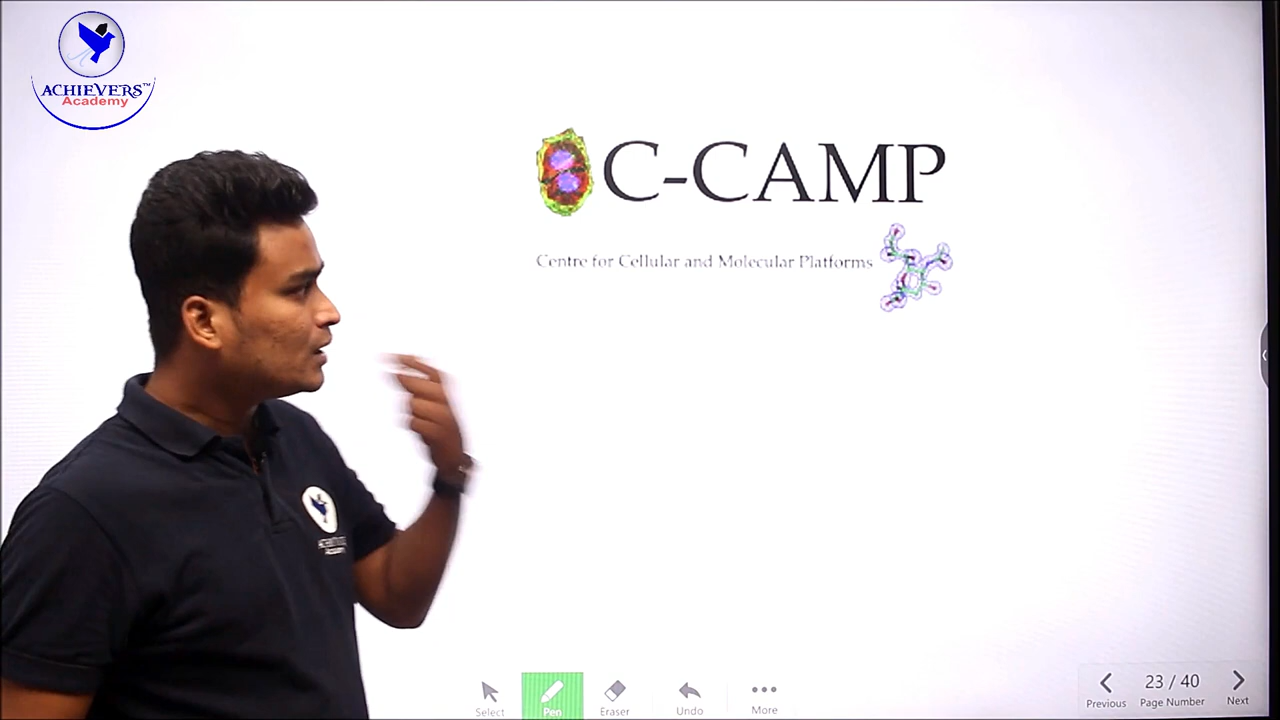 ACHIEVERS™
Academy
C-CAMP
Centre for Cellular and Molecular Platforms
Academy
Select
Pen
Eraser
Undo
More
Previous
23 / 40
Page Number
Next